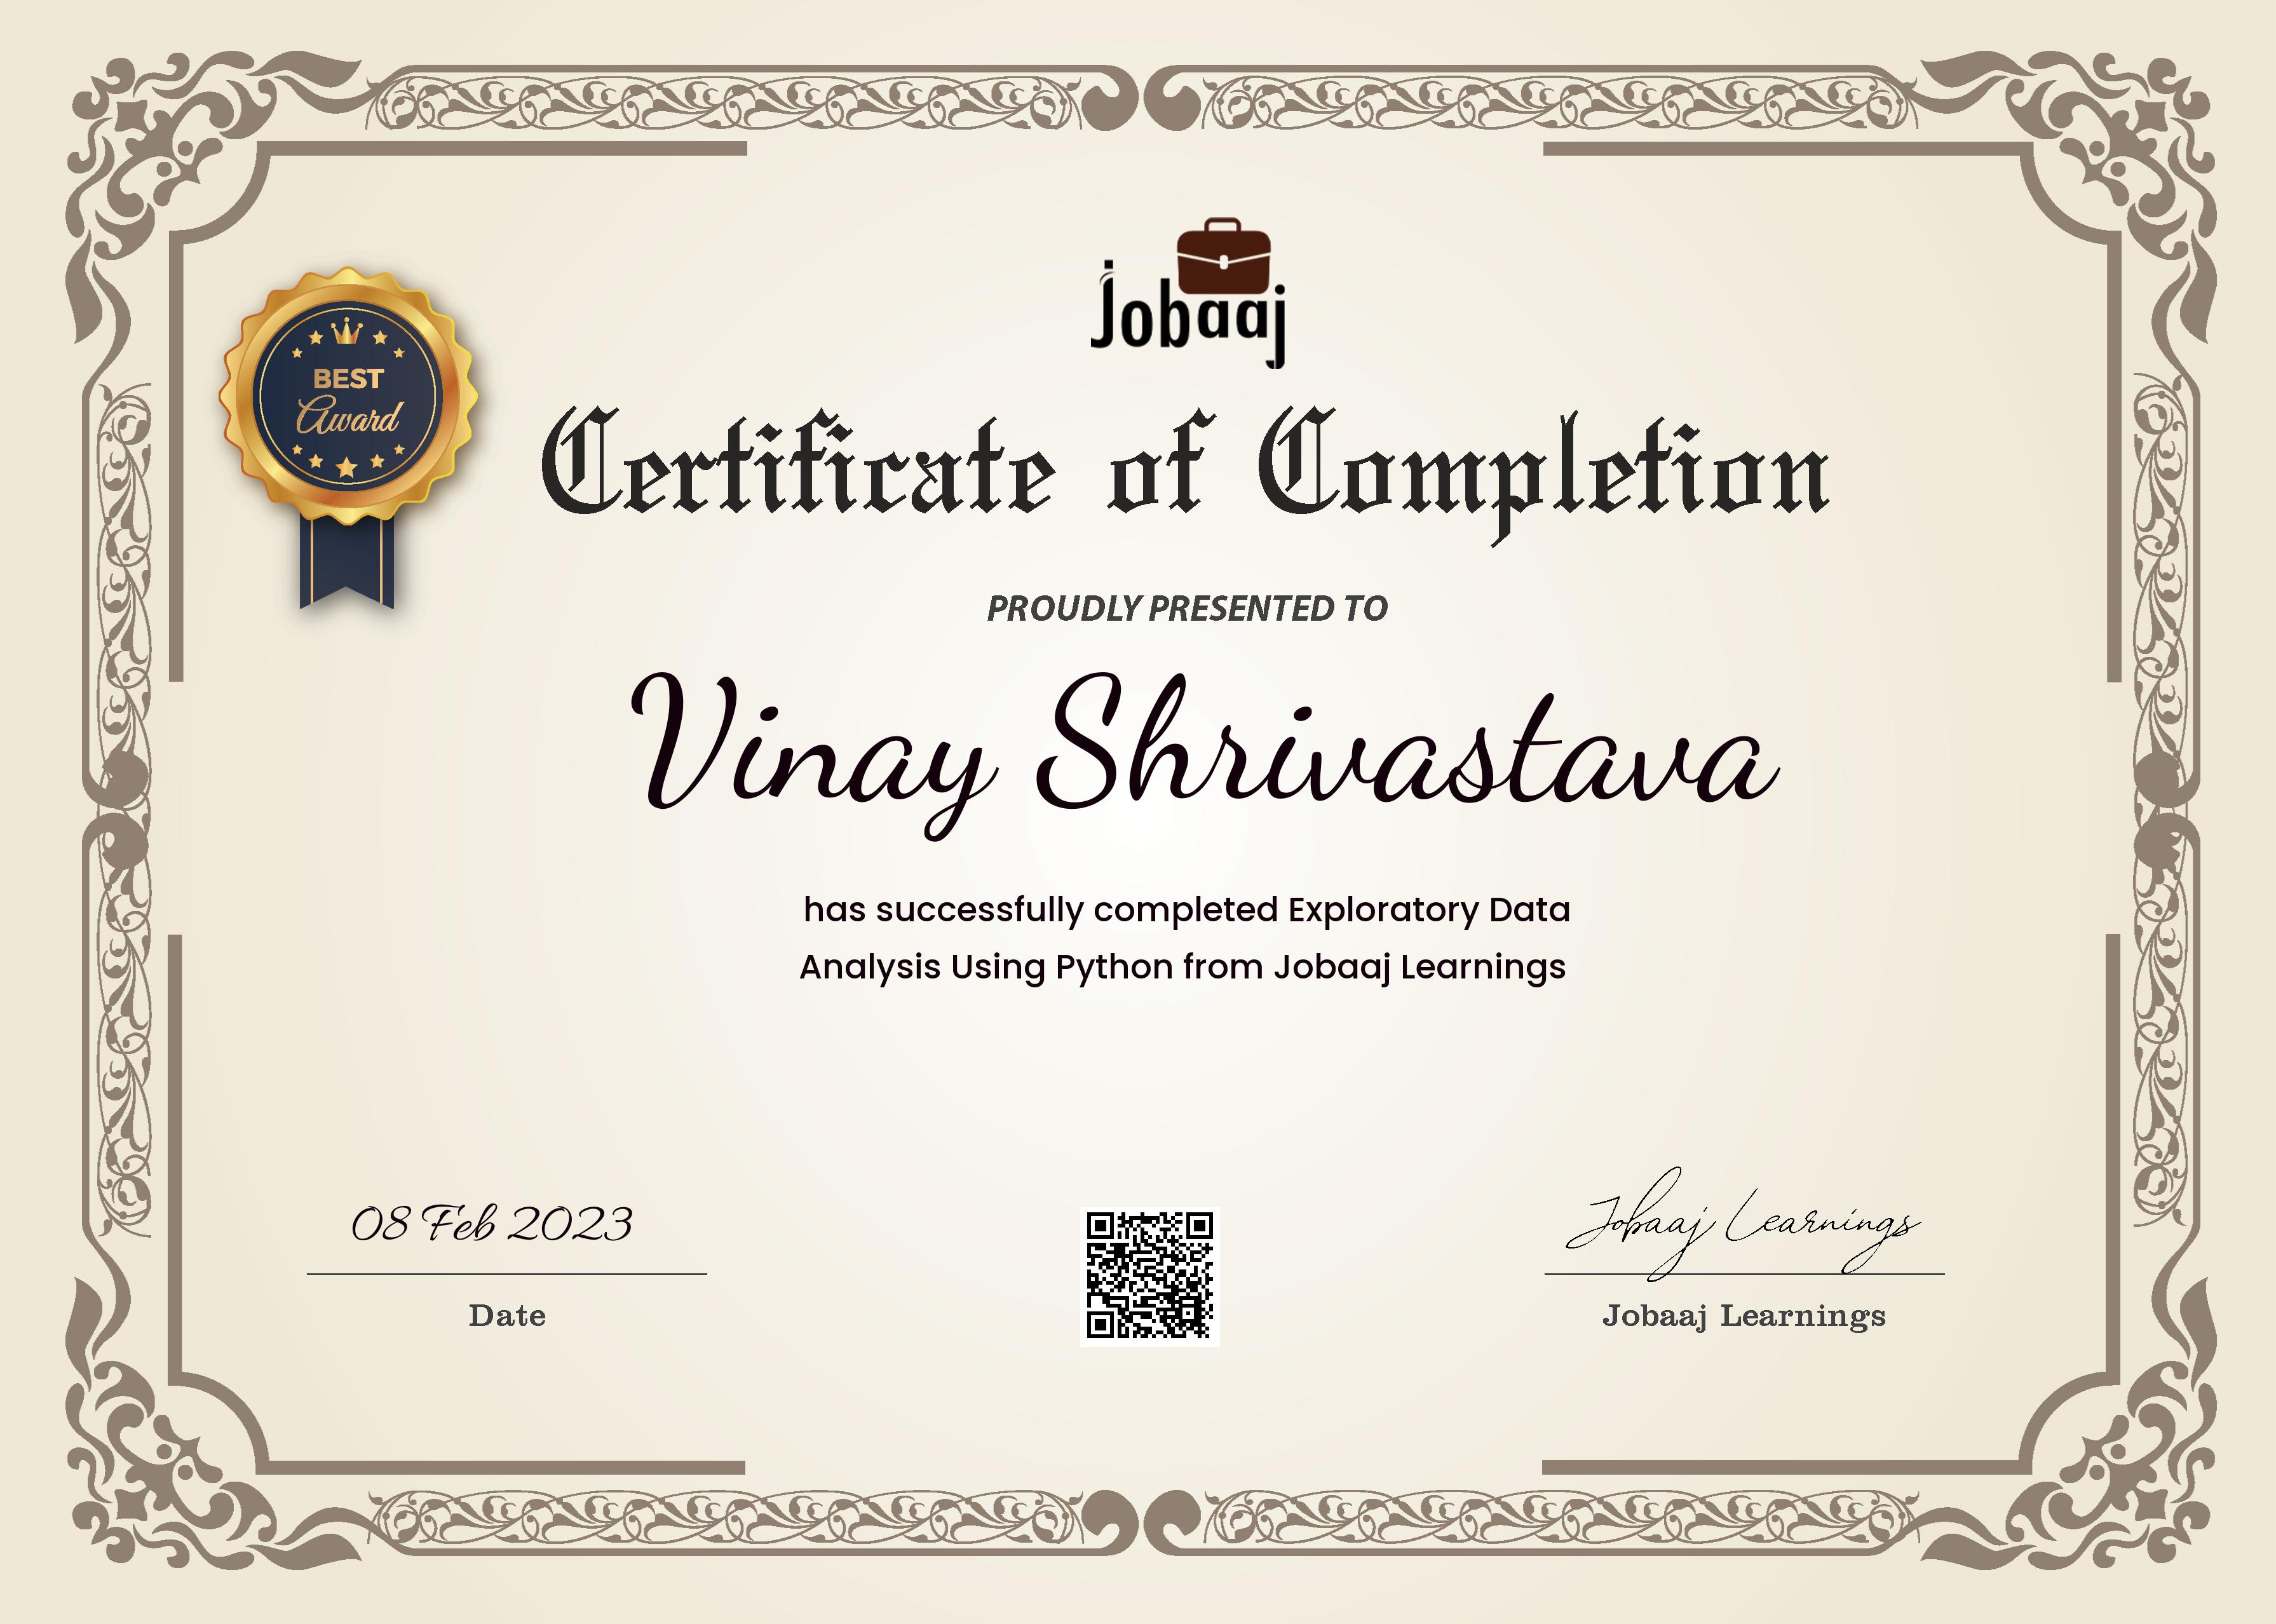 Jobaaj
BEST
Award
Certificate of Completion
PROUDLY PRESENTED TO
Vinay Shrivastava
has successfully completed Exploratory Data
Analysis Using Python from Jobaaj Learnings
08 Feb 2023
Date
Jobaaj Learnings
Jobaaj Learnings